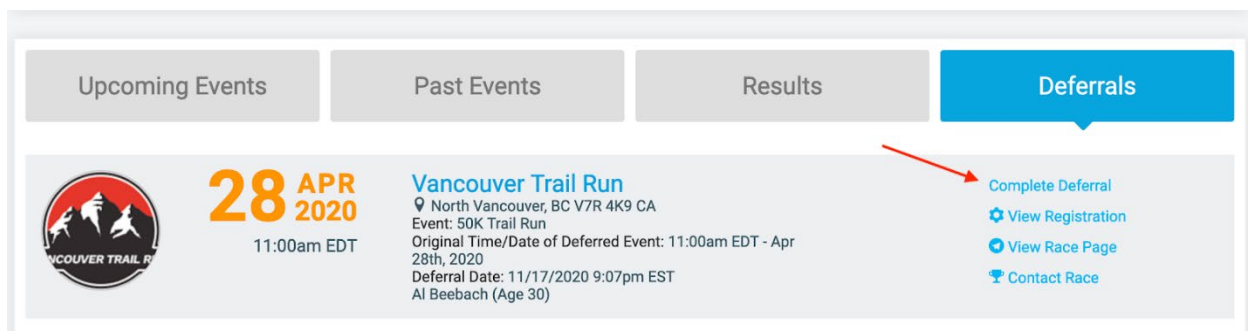 Upcoming Events
Past Events
Results
Deferrals
NCOUVER TRAIL R
28 APR
2020
11:00am EDT
Vancouver Trail Run
North Vancouver, BC V7R 4K9 CA
Event: 50K Trail Run
Original Time/Date of Deferred Event: 11:00am EDT - Apr
28th, 2020
Deferral Date: 11/17/2020 9:07pm EST
Al Beebach (Age 30)
Complete Deferral
View Registration
View Race Page
Contact Race